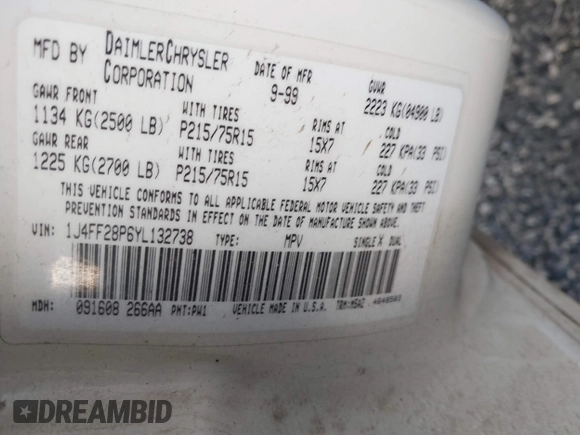 MFD BY DAIMLERCHRYSLER CORPORATION DATE OF MFR 9-99 GVWR 2223 KG(04900 LB)
GAWR FRONT WITH TIRES RIMS AT COLD
1134 KG(2500 LB) P215/75R15 15X7 227 KPA(33 PSI)
GAWR REAR WITH TIRES RIMS AT COLD
1225 KG(2700 LB) P215/75R15 15X7 227 KPA(33 PSI)
THIS VEHICLE CONFORMS TO ALL APPLICABLE FEDERAL MOTOR VEHICLE SAFETY AND THEFT
PREVENTION STANDARDS IN EFFECT ON THE DATE OF MANUFACTURE SHOWN ABOVE.
VIN: 1J4FF28P6YL132738 TYPE: MPV SINGLE X DUAL
MDH: 091608 266AA PNT:PW1 VEHICLE MADE IN U.S.A. TRM:M5AZ
DREAMBID